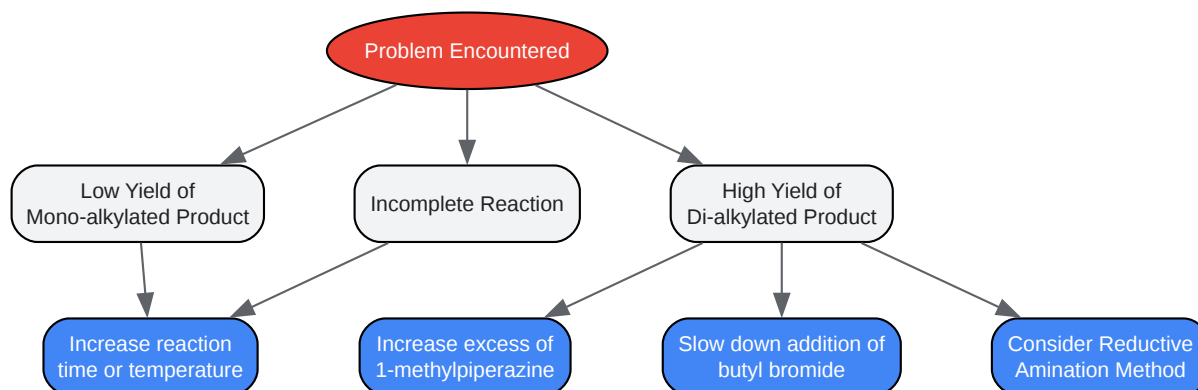 Problem Encountered
Low Yield of
Mono-alkylated Product
Incomplete Reaction
High Yield of
Di-alkylated Product
Increase reaction
time or temperature
Increase excess of
1-methylpiperazine
Slow down addition of
butyl bromide
Consider Reductive
Amination Method